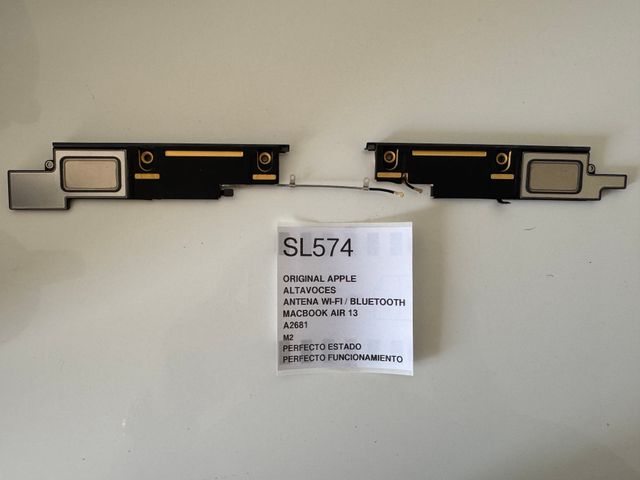 SL574
ORIGINAL APPLE
ALTAVOCES
ANTENA WI-FI / BLUETOOTH
MACBOOK AIR 13
A2681
M2
PERFECTO ESTADO
PERFECTO FUNCIONAMIENTO